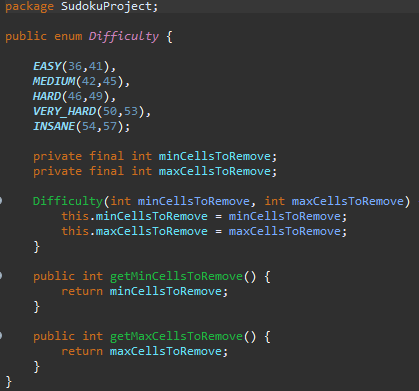 package SudokuProject;
public enum Difficulty {
EASY(36,41),
MEDIUM(42,45),
HARD(46,49),
VERY_HARD(50,53),
INSANE(54,57);
private final int minCellsToRemove;
private final int maxCellsToRemove;
Difficulty(int minCellsToRemove, int maxCellsToRemove)
this.minCellsToRemove = minCellsToRemove;
this.maxCellsToRemove = maxCellsToRemove;
}
public int getMinCellsToRemove() {
return minCellsToRemove;
}
public int getMaxCellsToRemove() {
return maxCellsToRemove;
}
}